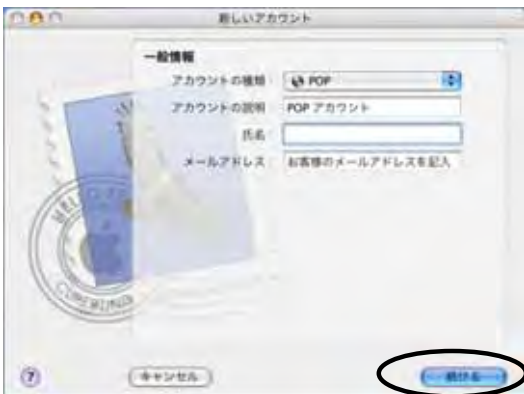 新しいアカウント
一般情報
アカウントの種類 POP
アカウントの説明 POP アカウント
氏名
メールアドレス お客様のメールアドレスを記入
?
キャンセル
続ける